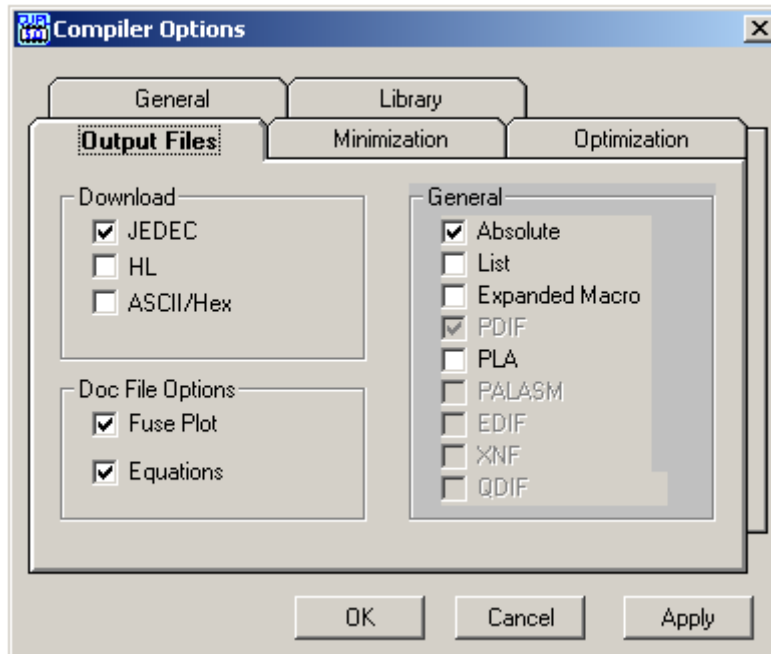 Compiler Options
General
Library
Output Files
Minimization
Optimization
Download
JEDEC
HL
ASCII/Hex
Doc File Options
Fuse Plot
Equations
General
Absolute
List
Expanded Macro
PDIF
PLA
PALASM
EDIF
XNF
QDIF
OK
Cancel
Apply